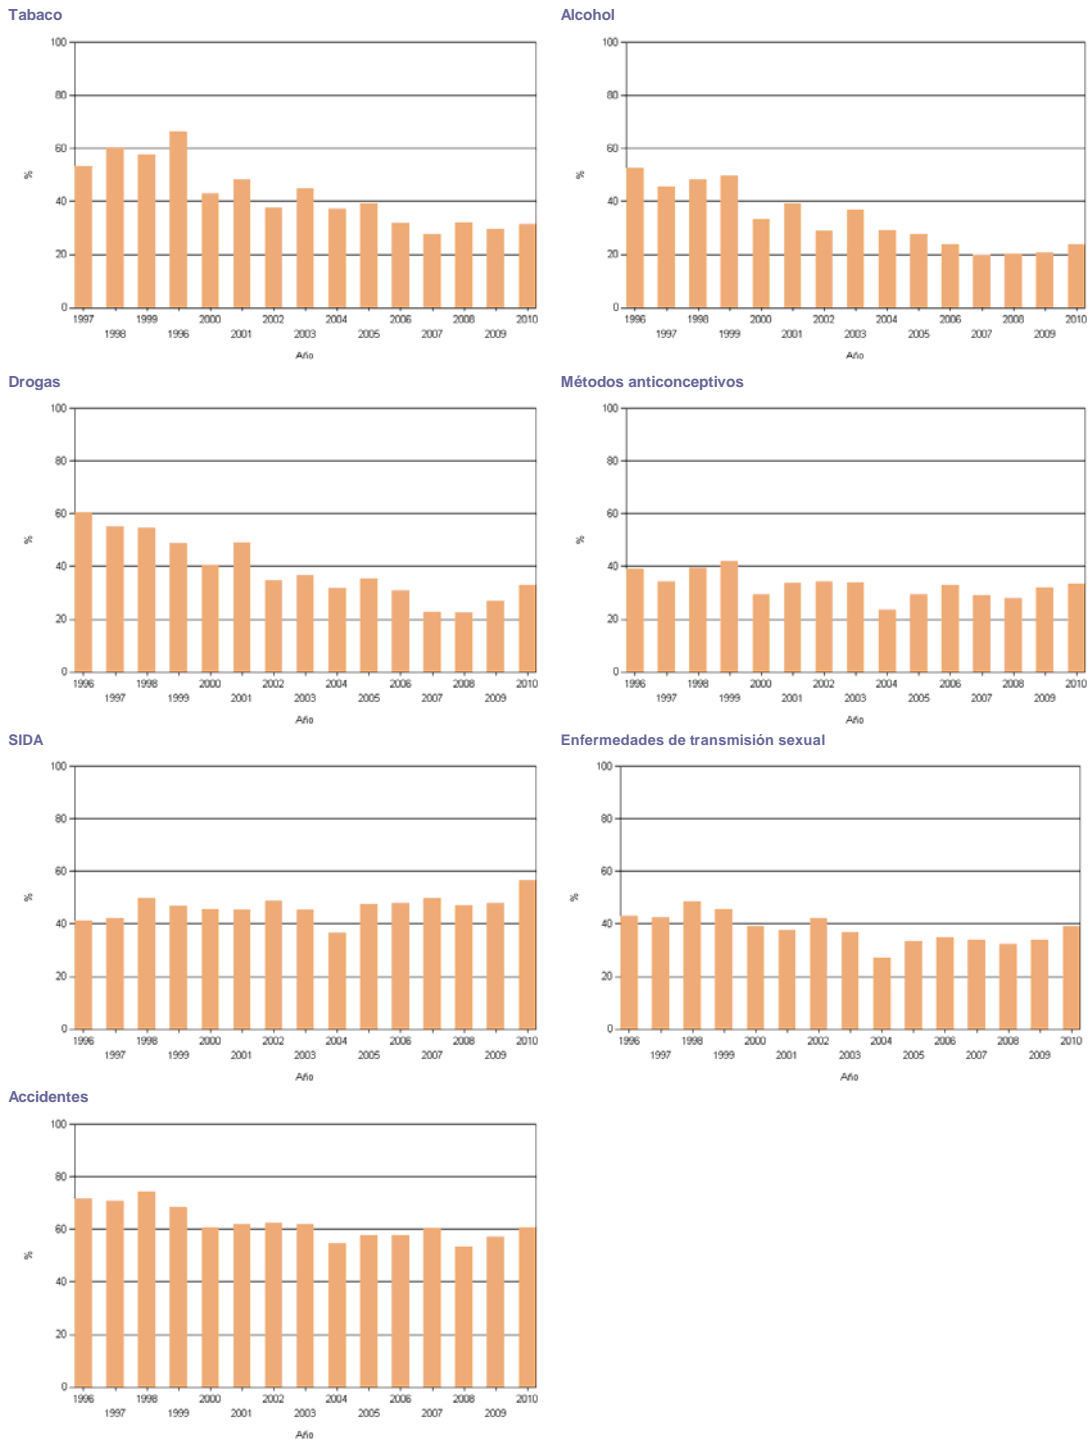 Tabaco
100
80
60
%
40
20
0
1997 1999 1996 2000 2002 2004 2006 2008 2010
1998 2001 2003 2005 2007 2009
Año
Alcohol
100
80
60
%
40
20
0
1996 1998 2000 2002 2004 2006 2008 2010
1997 1999 2001 2003 2005 2007 2009
Año
Drogas
100
80
60
%
40
20
0
1996 1998 2000 2002 2004 2006 2008 2010
1997 1999 2001 2003 2005 2007 2009
Año
Métodos anticonceptivos
100
80
60
%
40
20
0
1996 1998 2000 2002 2004 2006 2008 2010
1997 1999 2001 2003 2005 2007 2009
Año
SIDA
100
80
60
%
40
20
0
1996 1998 2000 2002 2004 2006 2008 2010
1997 1999 2001 2003 2005 2007 2009
Año
Enfermedades de transmisión sexual
100
80
60
%
40
20
0
1996 1998 2000 2002 2004 2006 2008 2010
1997 1999 2001 2003 2005 2007 2009
Año
Accidentes
100
80
60
%
40
20
0
1996 1998 2000 2002 2004 2006 2008 2010
1997 1999 2001 2003 2005 2007 2009
Año